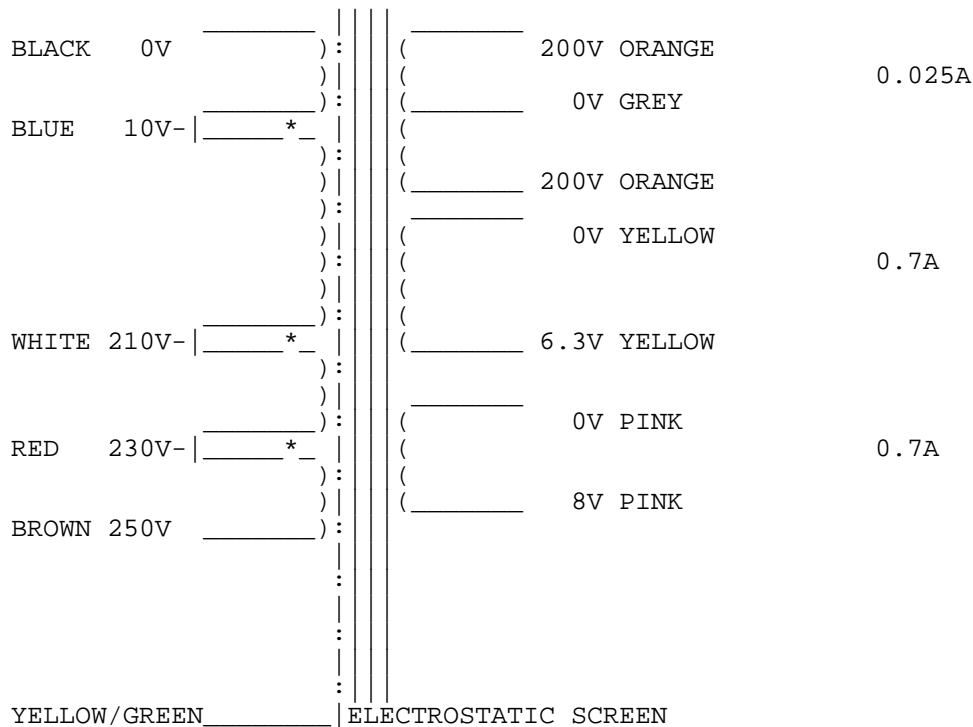 BLACK 0V 200V ORANGE
0.025A
0V GREY
BLUE 10V
200V ORANGE
0V YELLOW
0.7A
WHITE 210V 6.3V YELLOW
0V PINK
RED 230V 0.7A
8V PINK
BROWN 250V
YELLOW/GREEN ELECTROSTATIC SCREEN